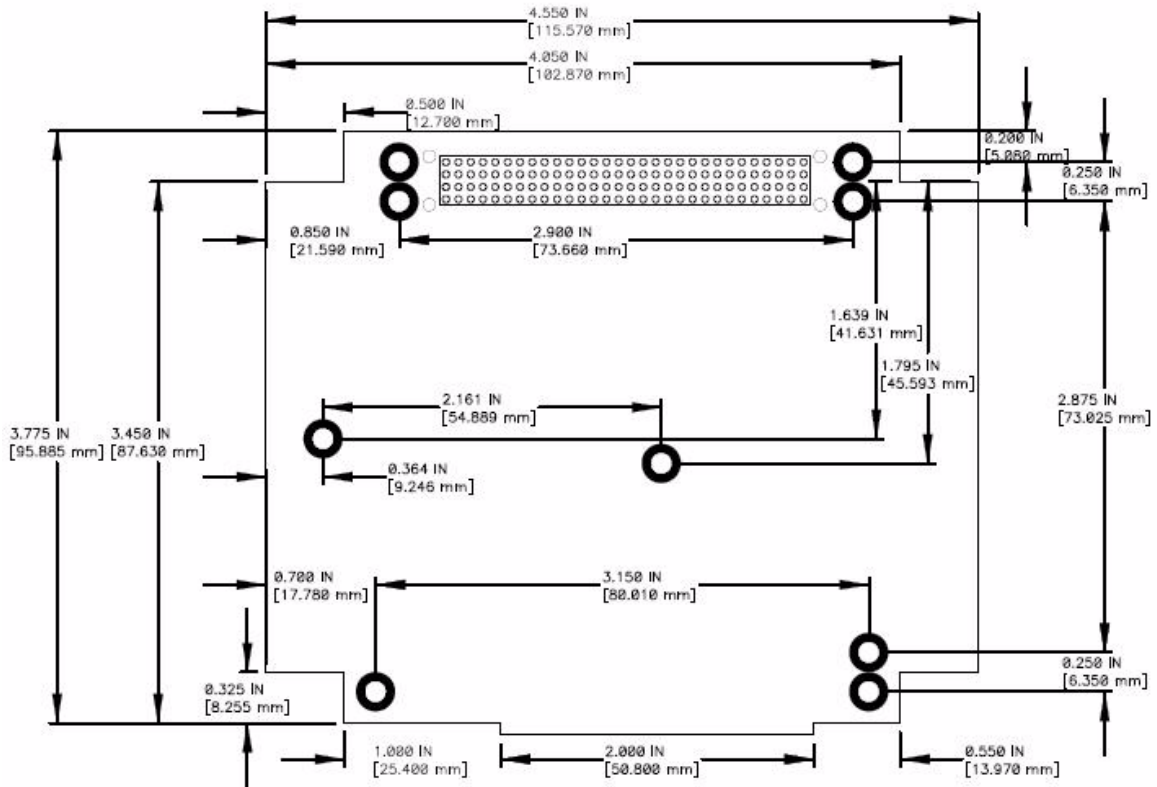 4.550 IN
[115.570 mm]
4.050 IN
[102.870 mm]
0.500 IN
[12.700 mm]
0.200 IN
[5.080 mm]
0.250 IN
[6.350 mm]
0.850 IN
[21.590 mm]
2.900 IN
[73.660 mm]
1.639 IN
[41.631 mm]
1.795 IN
[45.593 mm]
2.161 IN
[54.889 mm]
2.875 IN
[73.025 mm]
3.775 IN
[95.885 mm]
3.450 IN
[87.630 mm]
0.364 IN
[9.246 mm]
0.700 IN
[17.780 mm]
3.150 IN
[80.010 mm]
0.250 IN
[6.350 mm]
0.325 IN
[8.255 mm]
1.000 IN
[25.400 mm]
2.000 IN
[50.800 mm]
0.550 IN
[13.970 mm]